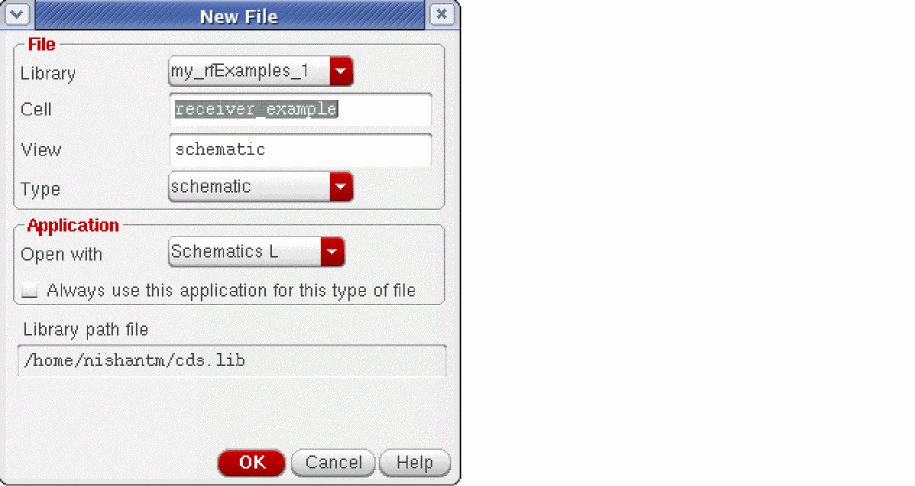 New File
File
Library my_rfExamples_1
Cell receiver_example
View schematic
Type schematic
Application
Open with Schematics L
Always use this application for this type of file
Library path file
/home/nishantm/cds.lib
OK Cancel Help